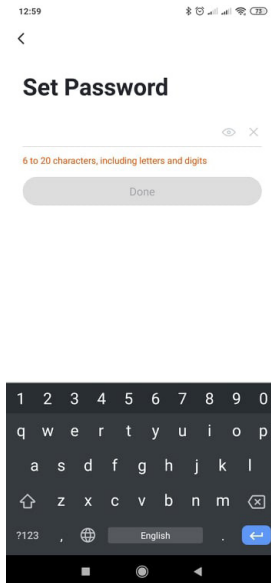 12:59
73
Set Password
6 to 20 characters, including letters and digits
Done
1 2 3 4 5 6 7 8 9 0
q w e r t y u i o p
a s d f g h j k l
z x c v b n m
?123 , English .